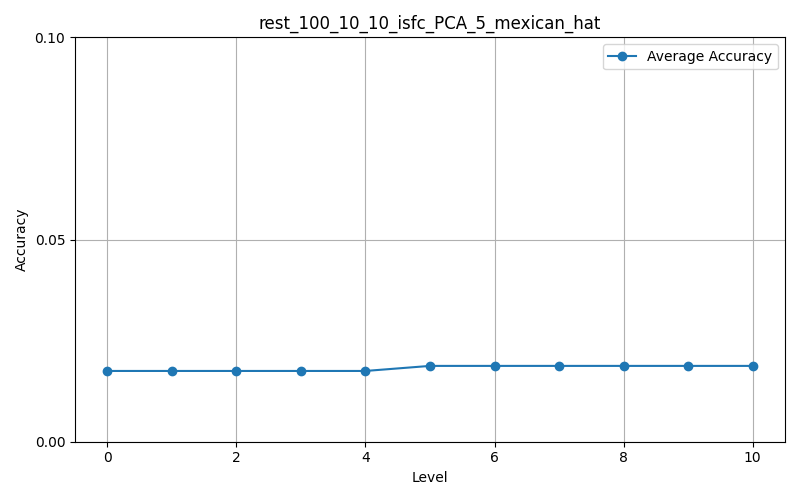 rest_100_10_10_isfc_PCA_5_mexican_hat
Average Accuracy
Accuracy
0.10
0.05
0.00
0 2 4 6 8 10
Level